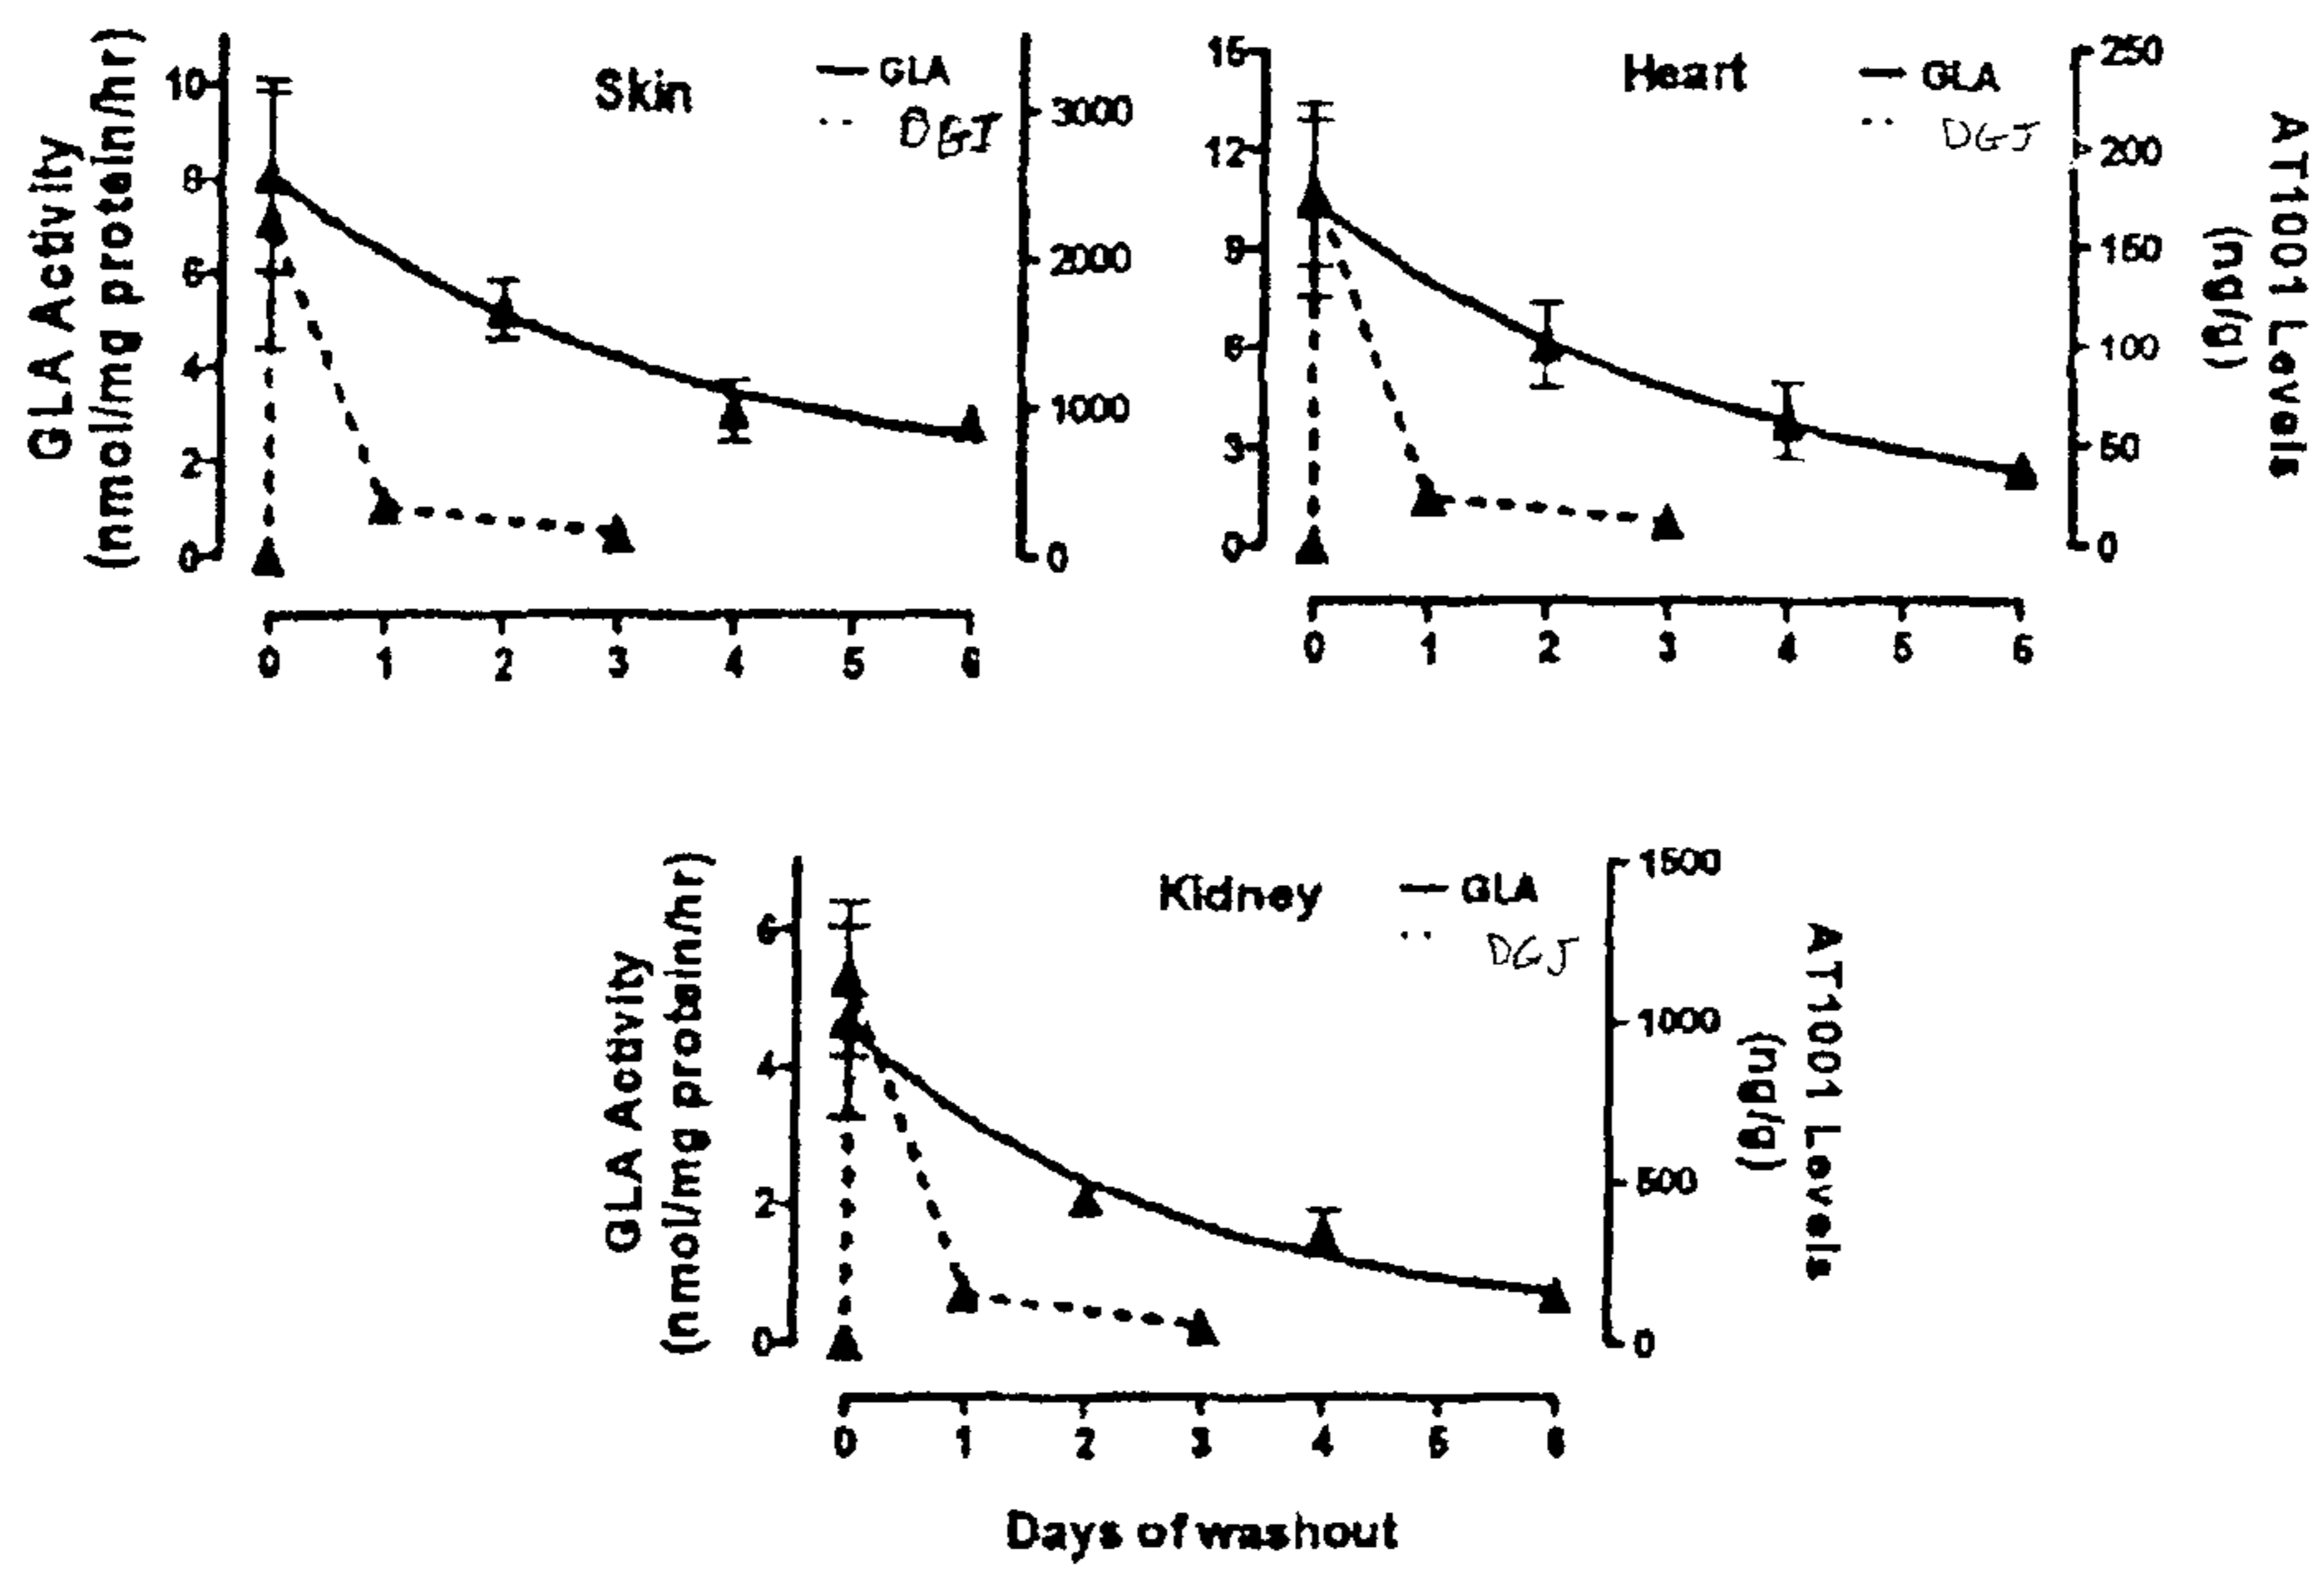 GLA Activity
(nmol/mg protein/hr)
10
8
6
4
2
0
Skin
GLA
DGJ
3000
2000
1000
0
0 1 2 3 4 5 6
15
12
9
6
3
0
Heart
GLA
DGJ
250
200
150
100
50
0
AT1001 Levels
(ng/g)
0 1 2 3 4 5 6
GLA Activity
(nmol/mg protein/hr)
6
4
2
0
Kidney
GLA
DGJ
1500
1000
500
0
AT1001 Levels
(ng/g)
0 1 2 3 4 5 6
Days of washout